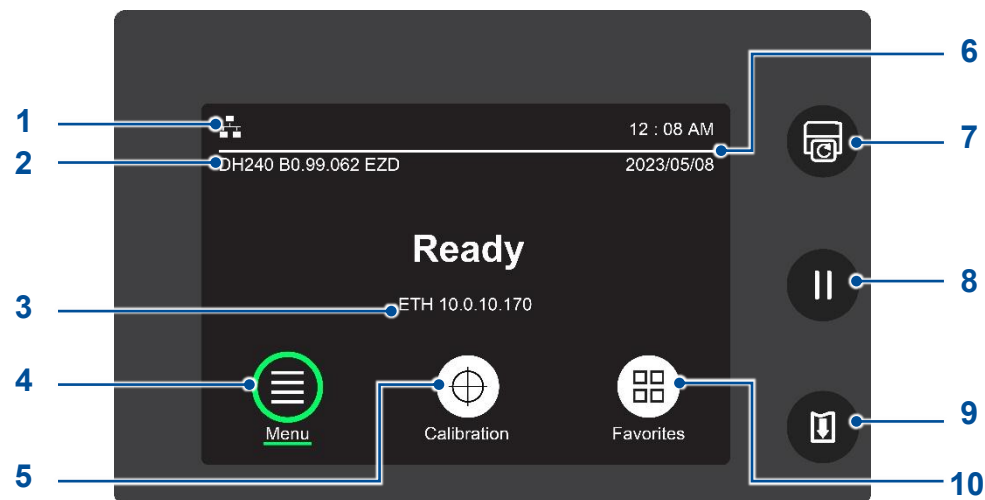 6
1
12 : 08 AM
7
2
DH240 B0.99.062 EZD
2023/05/08
Ready
8
3
ETH 10.0.10.170
4
Menu
Calibration
Favorites
9
5
10